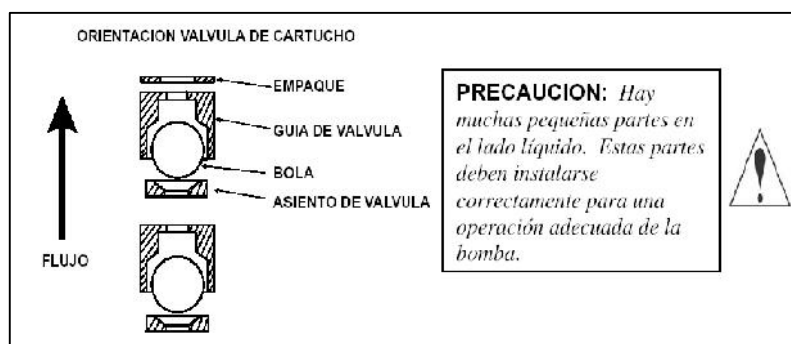 ORIENTACION VALVULA DE CARTUCHO
EMPAQUE
GUIA DE VALVULA
BOLA
ASIENTO DE VALVULA
FLUJO
PRECAUCION: Hay
muchas pequeñas partes en
el lado líquido. Estas partes
deben instalarse
correctamente para una
operación adecuada de la
bomba.